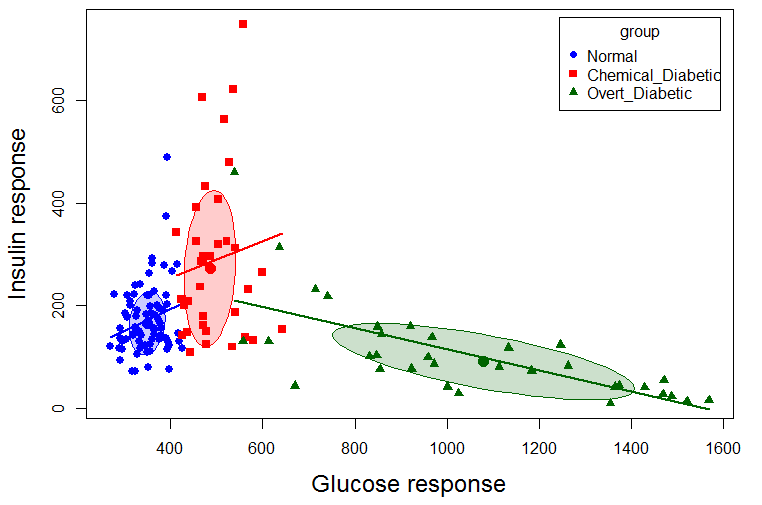 group
Normal
Chemical_Diabetic
Overt_Diabetic
Insulin response
600
400
200
0
400 600 800 1000 1200 1400 1600
Glucose response